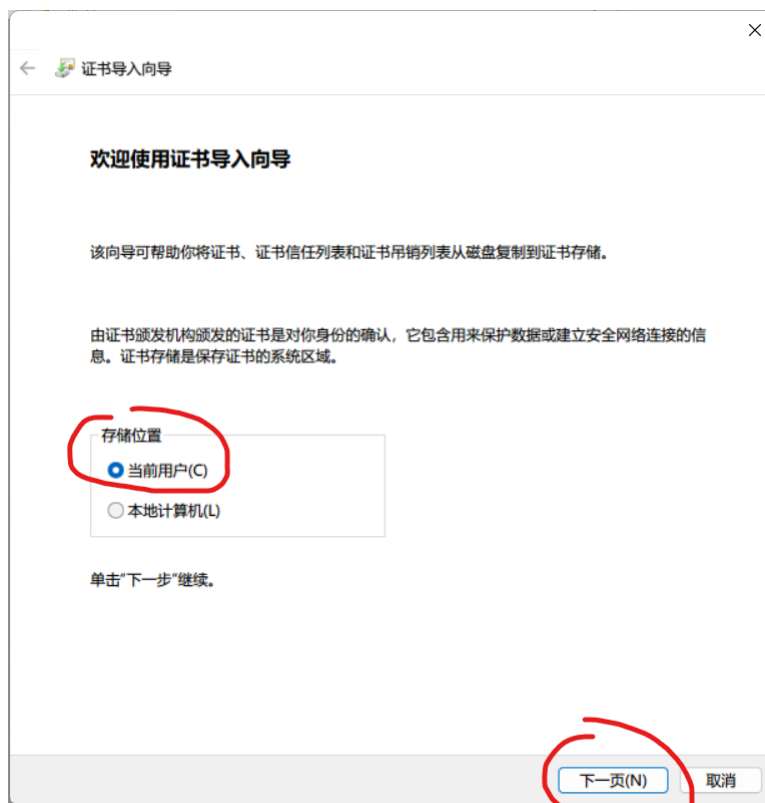 证书导入向导
欢迎使用证书导入向导
该向导可帮助你将证书、证书信任列表和证书吊销列表从磁盘复制到证书存储。
由证书颁发机构颁发的证书是对你身份的确认，它包含用来保护数据或建立安全网络连接的信
息。证书存储是保存证书的系统区域。
存储位置
当前用户(C)
本地计算机(L)
单击"下一步"继续。
下一页(N)
取消